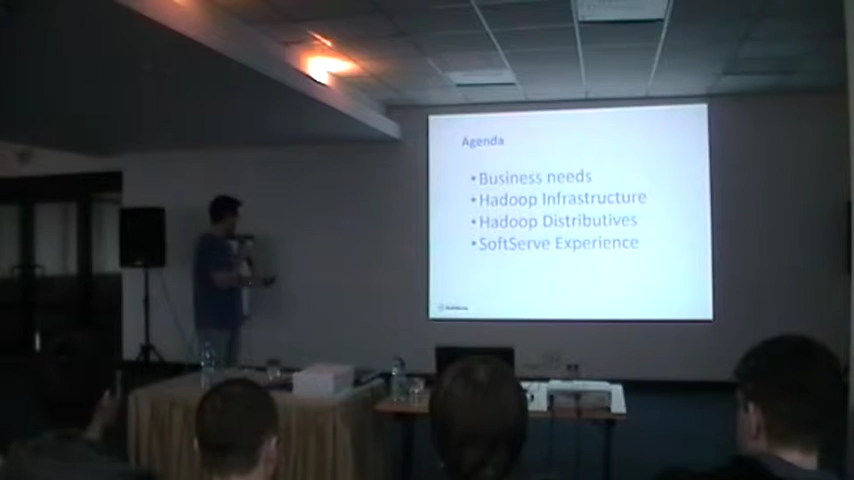 Agenda
• Business needs
• Hadoop Infrastructure
• Hadoop Distributives
• SoftServe Experience